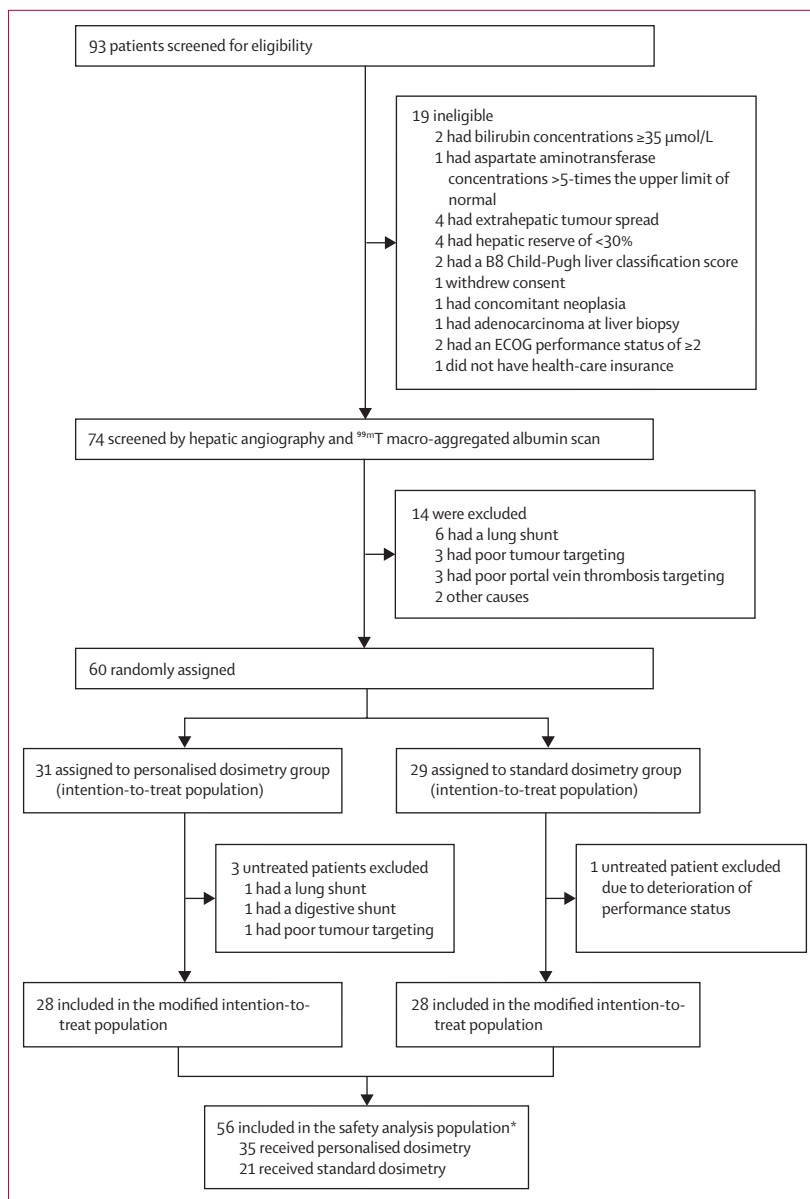 93 patients screened for eligibility
19 ineligible
2 had bilirubin concentrations ≥35 μmol/L
1 had aspartate aminotransferase
concentrations >5-times the upper limit of
normal
4 had extrahepatic tumour spread
4 had hepatic reserve of <30%
2 had a B8 Child-Pugh liver classification score
1 withdrew consent
1 had concomitant neoplasia
1 had adenocarcinoma at liver biopsy
2 had an ECOG performance status of ≥2
1 did not have health-care insurance
74 screened by hepatic angiography and ⁹⁹ᵐT macro-aggregated albumin scan
14 were excluded
6 had a lung shunt
3 had poor tumour targeting
3 had poor portal vein thrombosis targeting
2 other causes
60 randomly assigned
31 assigned to personalised dosimetry group
(intention-to-treat population)
29 assigned to standard dosimetry group
(intention-to-treat population)
3 untreated patients excluded
1 had a lung shunt
1 had a digestive shunt
1 had poor tumour targeting
1 untreated patient excluded
due to deterioration of
performance status
28 included in the modified intention-to-
treat population
28 included in the modified intention-to-
treat population
56 included in the safety analysis population*
35 received personalised dosimetry
21 received standard dosimetry